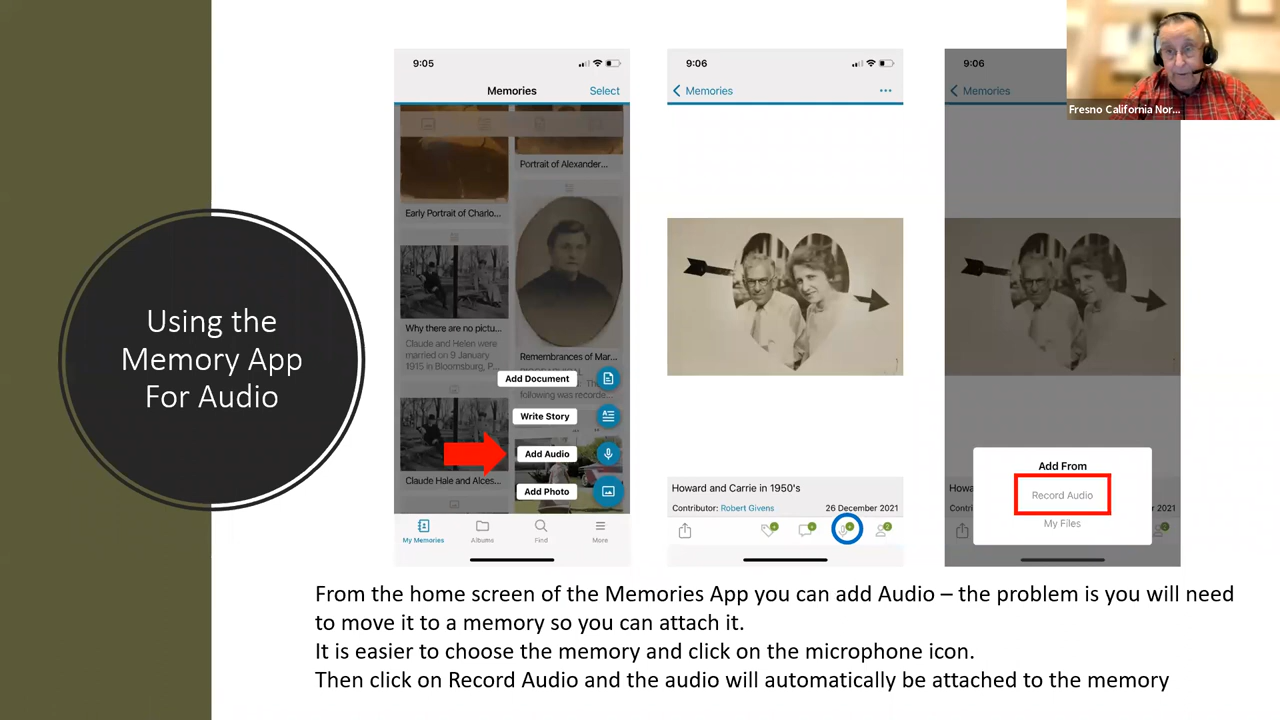 Using the
Memory App
For Audio
9:05
Memories
Select
Portrait of Alexander...
Early Portrait of Charlo...
Why there are no pictu...
Claude and Helen were
married on 9 January
1915 in Bloomsburg, P...
Remembrances of Mar...
following was recorde...
Claude Hale and Alces...
Add Document
Write Story
Add Audio
Add Photo
My Memories
Albums
Find
More
9:06
Memories
Howard and Carrie in 1950's
Contributor: Robert Givens
26 December 2021
9:06
Memories
Add From
Record Audio
My Files
Howa
Cont
2021
Fresno California Nor...
From the home screen of the Memories App you can add Audio – the problem is you will need
to move it to a memory so you can attach it.
It is easier to choose the memory and click on the microphone icon.
Then click on Record Audio and the audio will automatically be attached to the memory